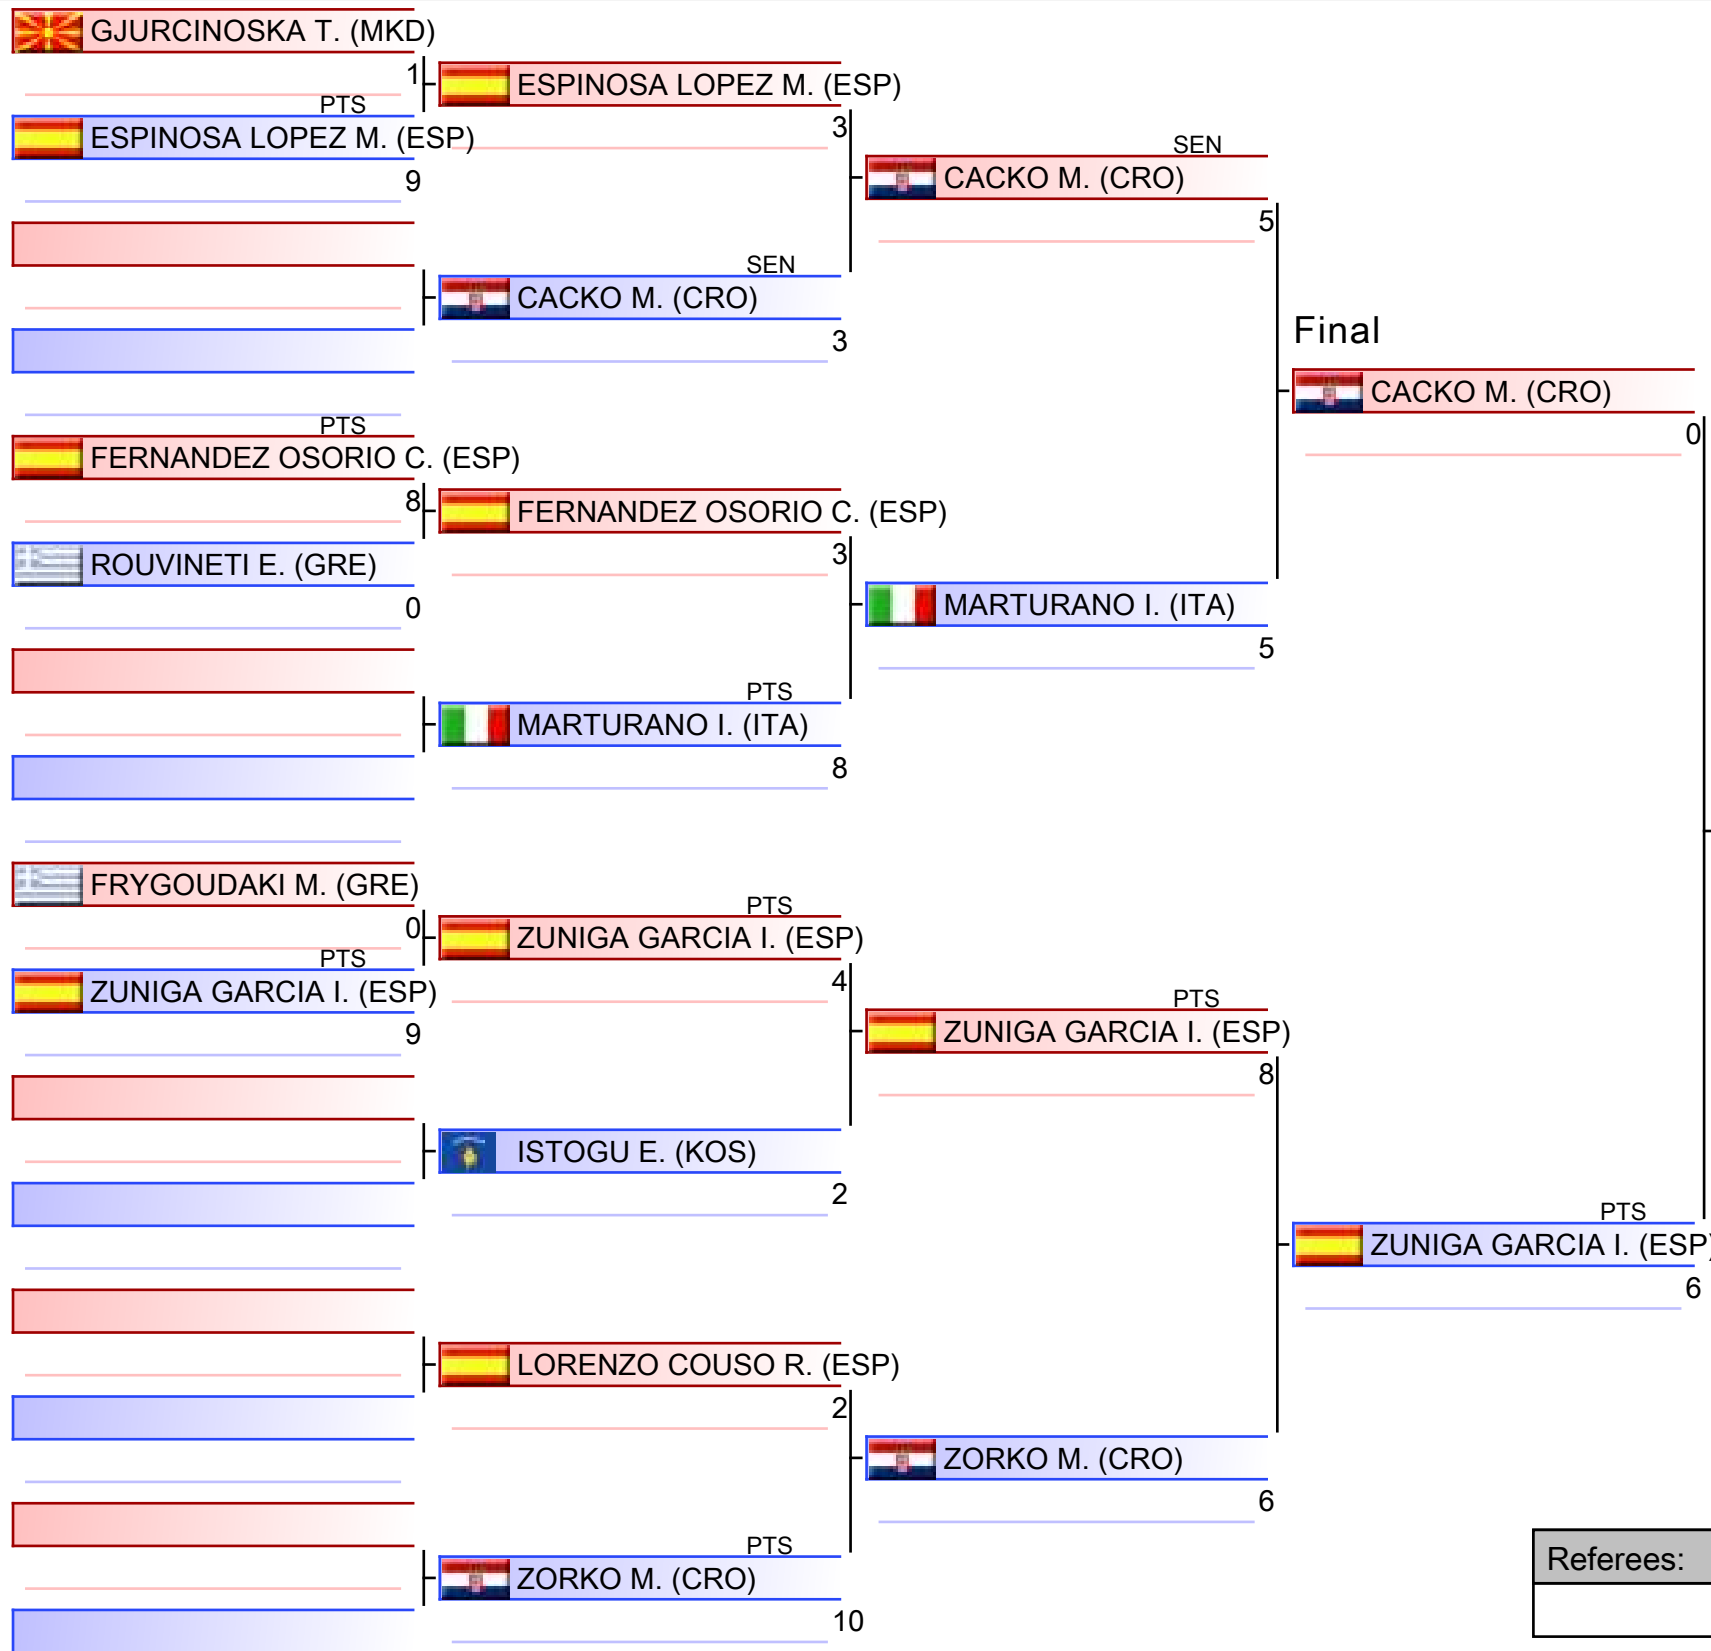 GJURCINOSKA T. (MKD)
1
PTS
ESPINOSA LOPEZ M. (ESP)
9
PTS
FERNANDEZ OSORIO C. (ESP)
8
ROUVINETI E. (GRE)
0
FRYGOUDAKI M. (GRE)
0
PTS
ZUNIGA GARCIA I. (ESP)
9
ESPINOSA LOPEZ M. (ESP)
3
SEN
CACKO M. (CRO)
3
FERNANDEZ OSORIO C. (ESP)
3
PTS
MARTURANO I. (ITA)
8
PTS
ZUNIGA GARCIA I. (ESP)
4
ISTOGU E. (KOS)
2
LORENZO COUSO R. (ESP)
2
PTS
ZORKO M. (CRO)
10
SEN
CACKO M. (CRO)
5
MARTURANO I. (ITA)
5
PTS
ZUNIGA GARCIA I. (ESP)
8
ZORKO M. (CRO)
6
Final
CACKO M. (CRO)
0
PTS
ZUNIGA GARCIA I. (ESP)
6
Referees: